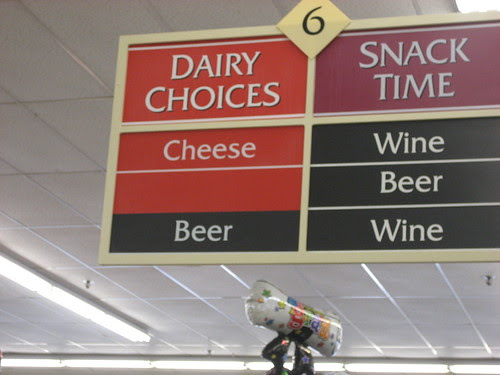 6
DAIRY
CHOICES
Cheese
Beer
SNACK
TIME
Wine
Beer
Wine